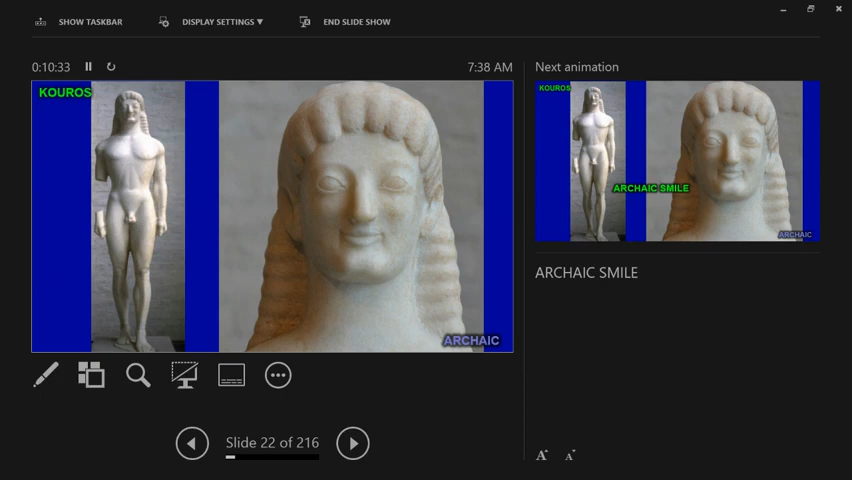 SHOW TASKBAR
DISPLAY SETTINGS ▼
END SLIDE SHOW
0:10:33
7:38 AM
Next animation
KOUROS
ARCHAIC
KOUROS
ARCHAIC SMILE
ARCHAIC
ARCHAIC SMILE
Slide 22 of 216
A A